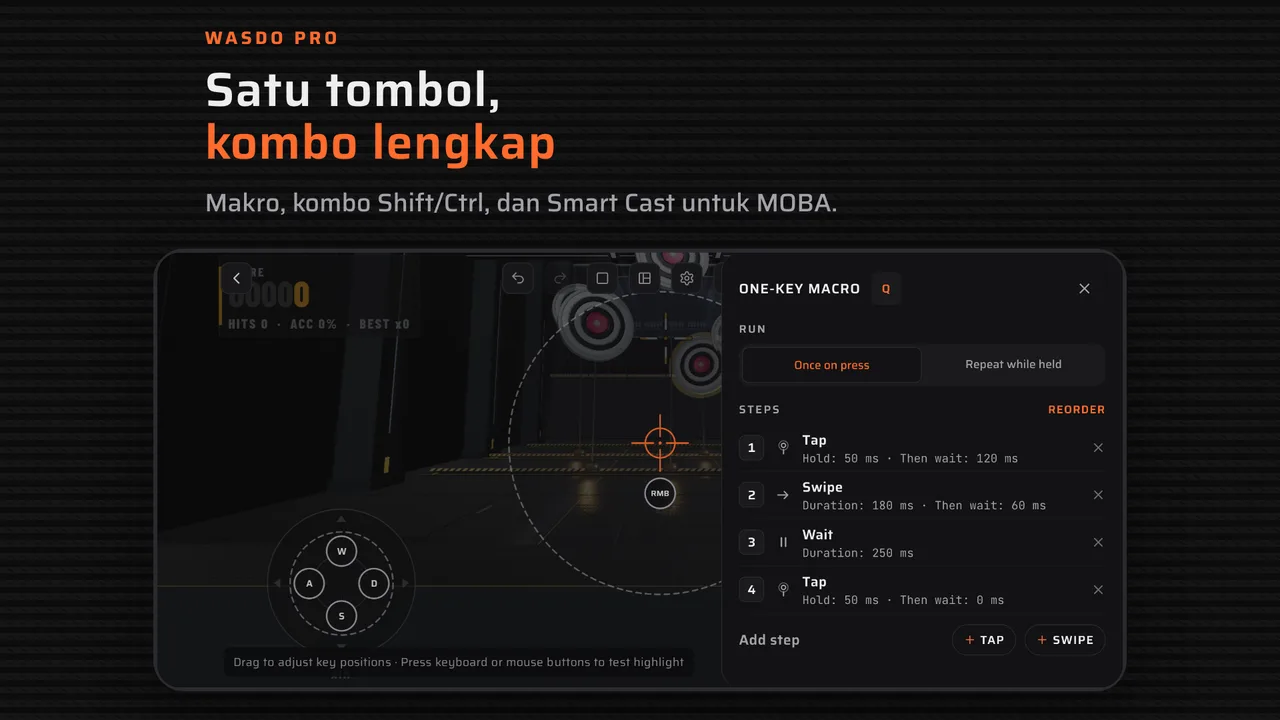 WASDO PRO
Satu tombol,
kombo lengkap
Makro, kombo Shift/Ctrl, dan Smart Cast untuk MOBA.
HITS 0 · ACC 0% · BEST x0
ONE-KEY MACRO Q
RUN
Once on press Repeat while held
STEPS REORDER
1 Tap
Hold: 50 ms · Then wait: 120 ms
2 Swipe
Duration: 180 ms · Then wait: 60 ms
3 Wait
Duration: 250 ms
4 Tap
Hold: 50 ms · Then wait: 0 ms
Add step + TAP + SWIPE
RMB
W
A D
S
Drag to adjust key positions · Press keyboard or mouse buttons to test highlight